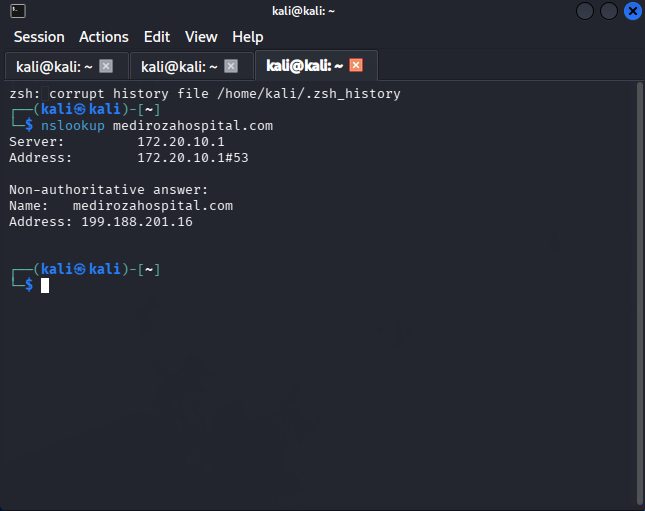 kali@kali: ~
Session Actions Edit View Help
kali@kali: ~ kali@kali: ~ kali@kali: ~
zsh: corrupt history file /home/kali/.zsh_history
┌──(kali㉿kali)-[~]
└─$ nslookup medirozahospital.com
Server:         172.20.10.1
Address:        172.20.10.1#53

Non-authoritative answer:
Name:   medirozahospital.com
Address: 199.188.201.16

┌──(kali㉿kali)-[~]
└─$